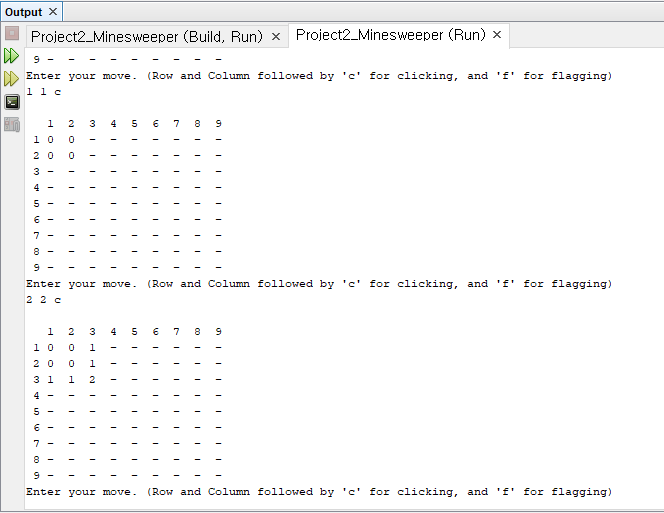 Output ×
Project2_Minesweeper (Build, Run) × Project2_Minesweeper (Run) ×
9 - - - - - - - - -
Enter your move. (Row and Column followed by 'c' for clicking, and 'f' for flagging)
1 1 c
1 2 3 4 5 6 7 8 9
1 0 0 - - - - - - -
2 0 0 - - - - - - -
3 - - - - - - - - -
4 - - - - - - - - -
5 - - - - - - - - -
6 - - - - - - - - -
7 - - - - - - - - -
8 - - - - - - - - -
9 - - - - - - - - -
Enter your move. (Row and Column followed by 'c' for clicking, and 'f' for flagging)
2 2 c
1 2 3 4 5 6 7 8 9
1 0 0 1 - - - - - -
2 0 0 1 - - - - - -
3 1 1 2 - - - - - -
4 - - - - - - - - -
5 - - - - - - - - -
6 - - - - - - - - -
7 - - - - - - - - -
8 - - - - - - - - -
9 - - - - - - - - -
Enter your move. (Row and Column followed by 'c' for clicking, and 'f' for flagging)